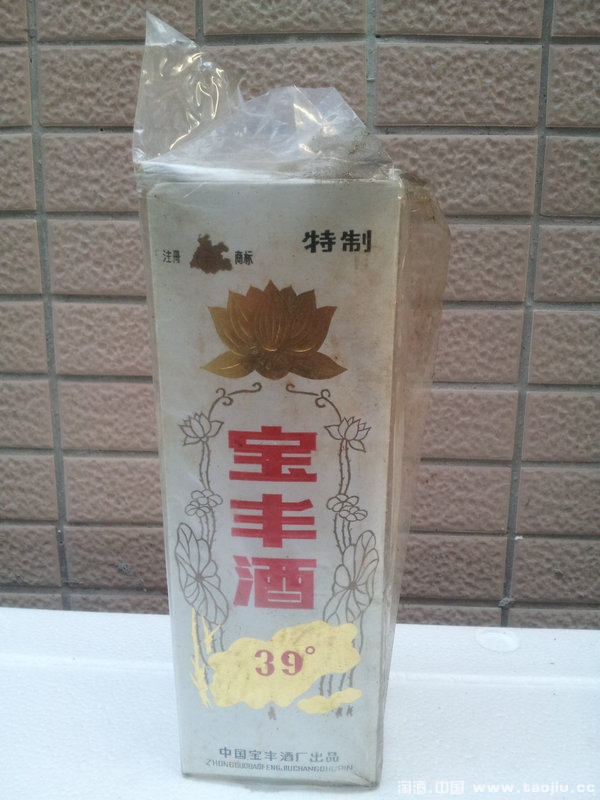 注册 商标 特制
宝丰酒
39°
中国宝丰酒厂出品
ZHONGGUOBAOFENGJIUCHANGCHUPIN
淘酒.中国 www.taojiu.cc